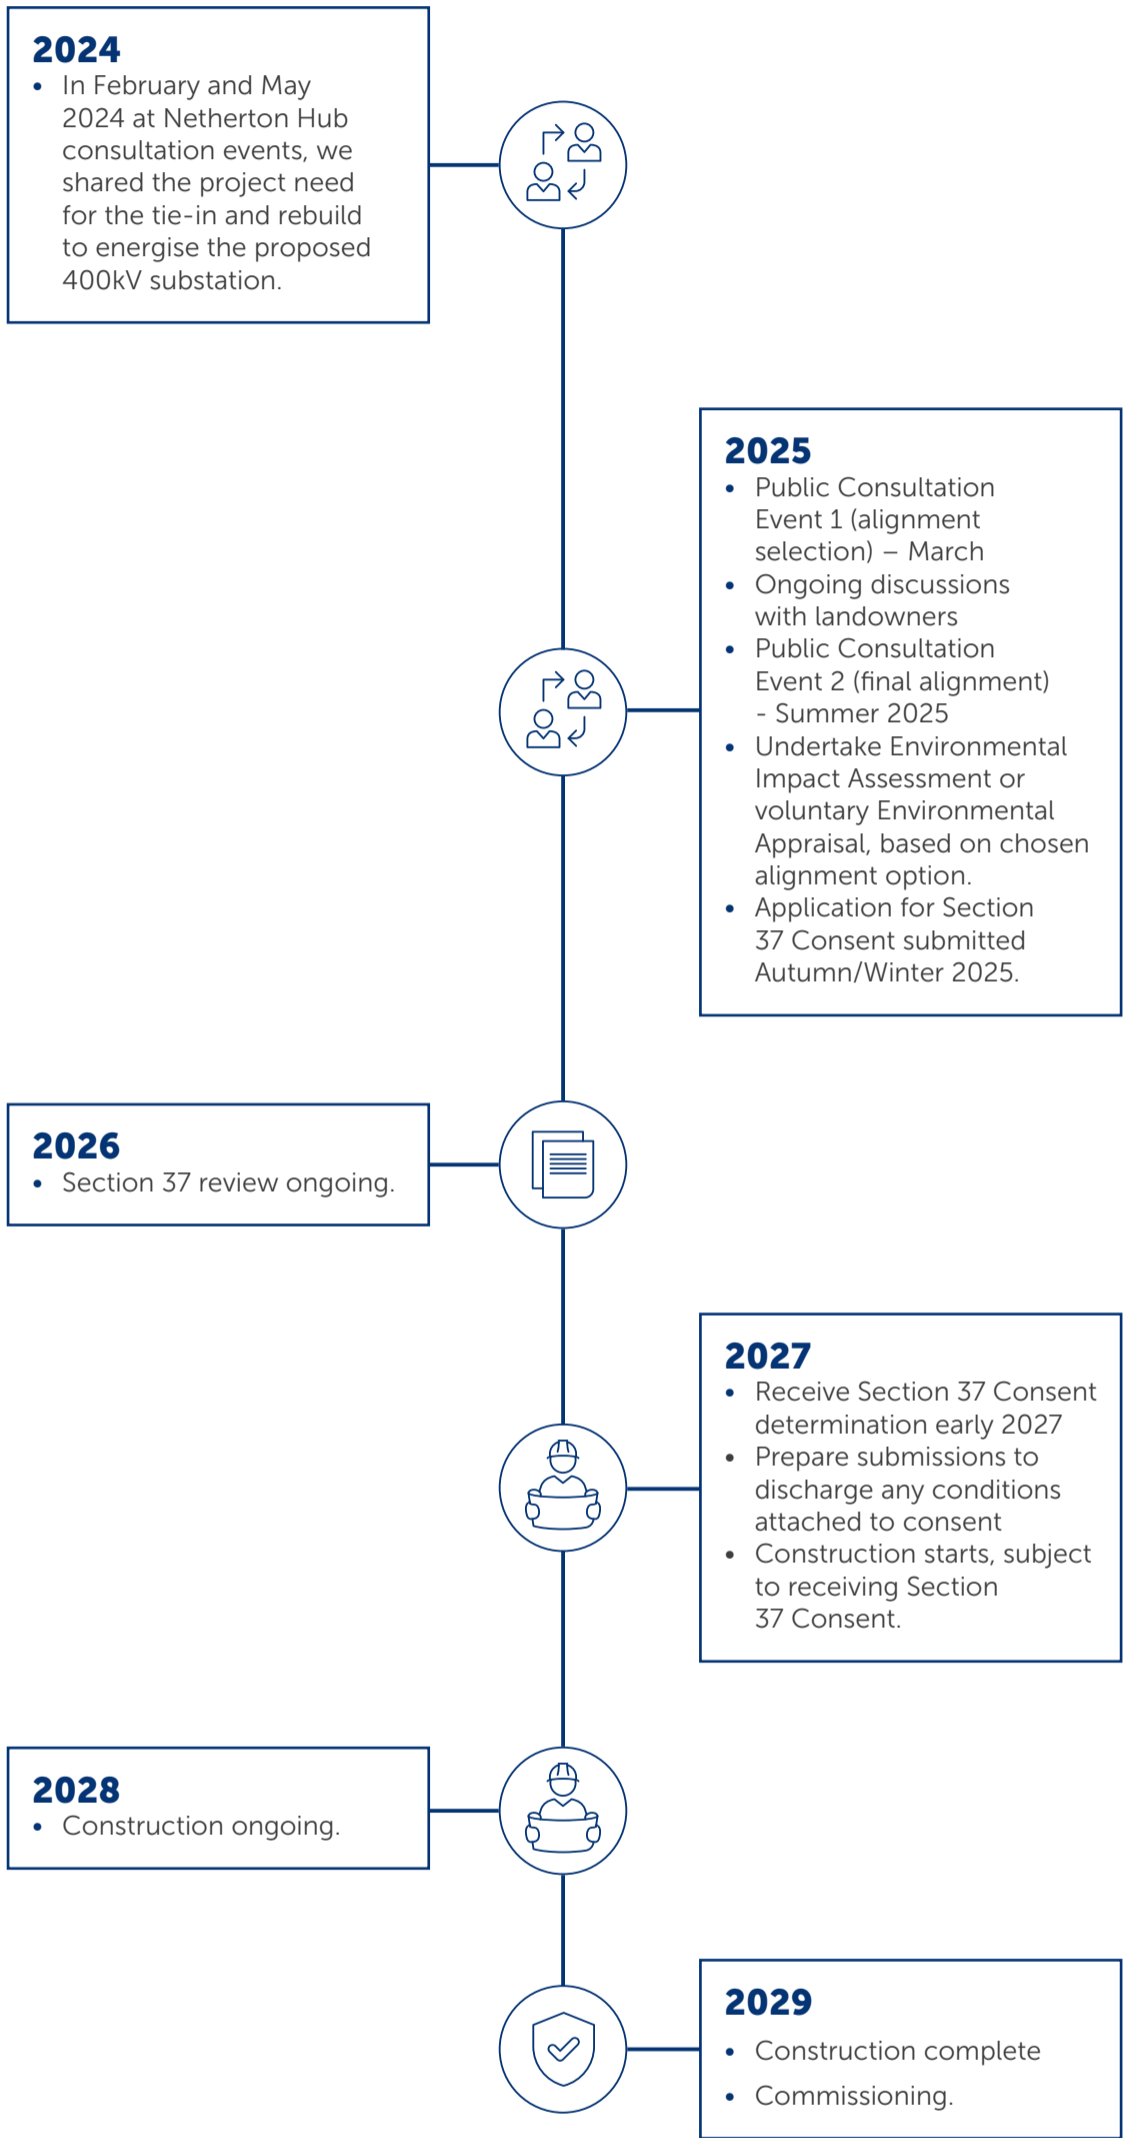 2024
• In February and May
2024 at Netherton Hub
consultation events, we
shared the project need
for the tie-in and rebuild
to energise the proposed
400kV substation.
2025
• Public Consultation
Event 1 (alignment
selection) – March
• Ongoing discussions
with landowners
• Public Consultation
Event 2 (final alignment)
- Summer 2025
• Undertake Environmental
Impact Assessment or
voluntary Environmental
Appraisal, based on chosen
alignment option.
• Application for Section
37 Consent submitted
Autumn/Winter 2025.
2026
• Section 37 review ongoing.
2027
• Receive Section 37 Consent
determination early 2027
• Prepare submissions to
discharge any conditions
attached to consent
• Construction starts, subject
to receiving Section
37 Consent.
2028
• Construction ongoing.
2029
• Construction complete
• Commissioning.